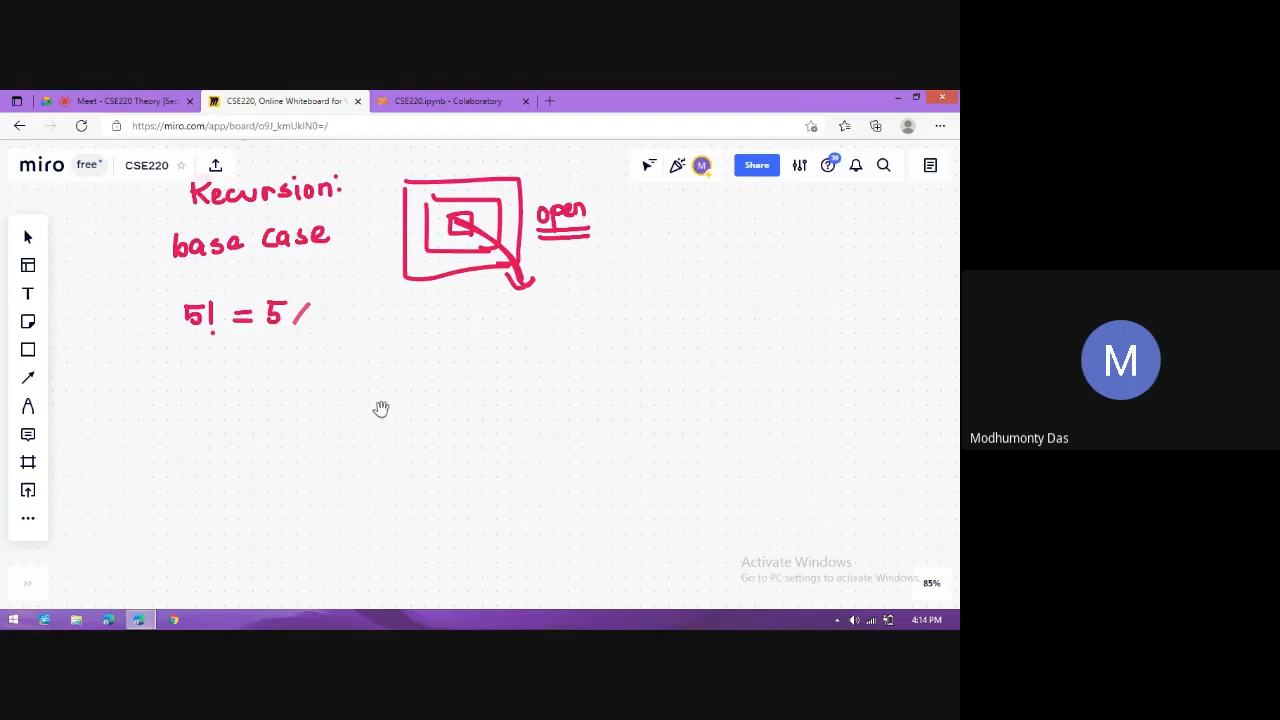 Meet - CSE220 Theory [Sec
CSE220, Online Whiteboard for
CSE220.ipynb - Colaboratory
https://miro.com/app/board/o9J_kmUkIN0=/
miro free CSE220
M
Share
Recursion:
open
base case
5! = 5
M
Modhumonty Das
Activate Windows
Go to PC settings to activate Windows.
85%
4:14 PM